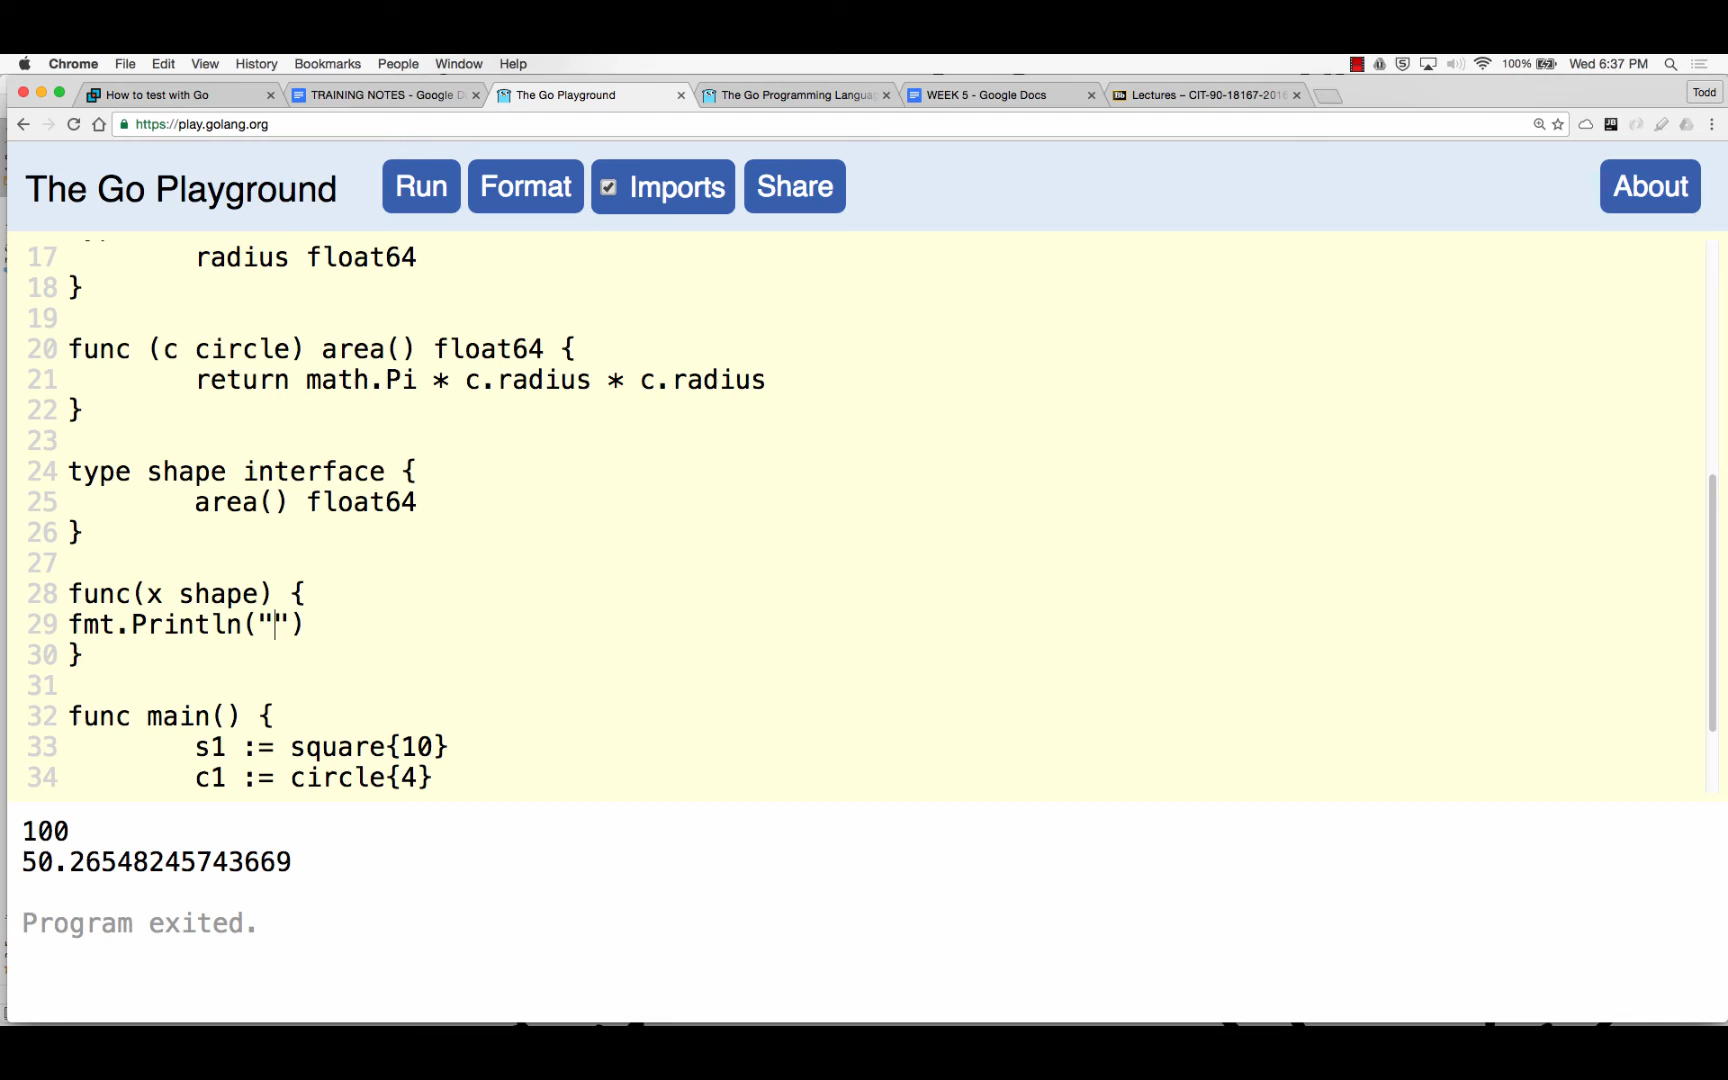 Chrome File Edit View History Bookmarks People Window Help 100% Wed 6:37 PM
How to test with Go TRAINING NOTES - Google D The Go Playground The Go Programming Langua WEEK 5 - Google Docs Lectures – CIT-90-18167-2016 Todd
https://play.golang.org
The Go Playground Run Format Imports Share About
17 radius float64
18 }
19
20 func (c circle) area() float64 {
21 return math.Pi * c.radius * c.radius
22 }
23
24 type shape interface {
25 area() float64
26 }
27
28 func(x shape) {
29 fmt.Println("")
30 }
31
32 func main() {
33 s1 := square{10}
34 c1 := circle{4}
100
50.26548245743669
Program exited.